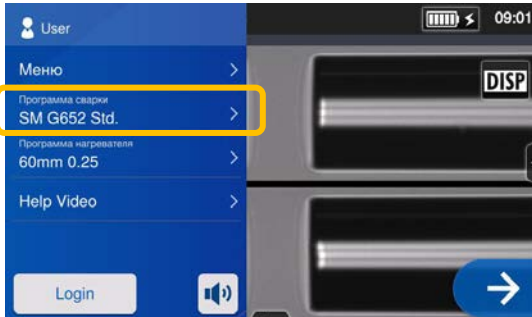 User
09:01
Меню
DISP
Программа сварки
SM G652 Std.
Программа нагревателя
60mm 0.25
Help Video
Login